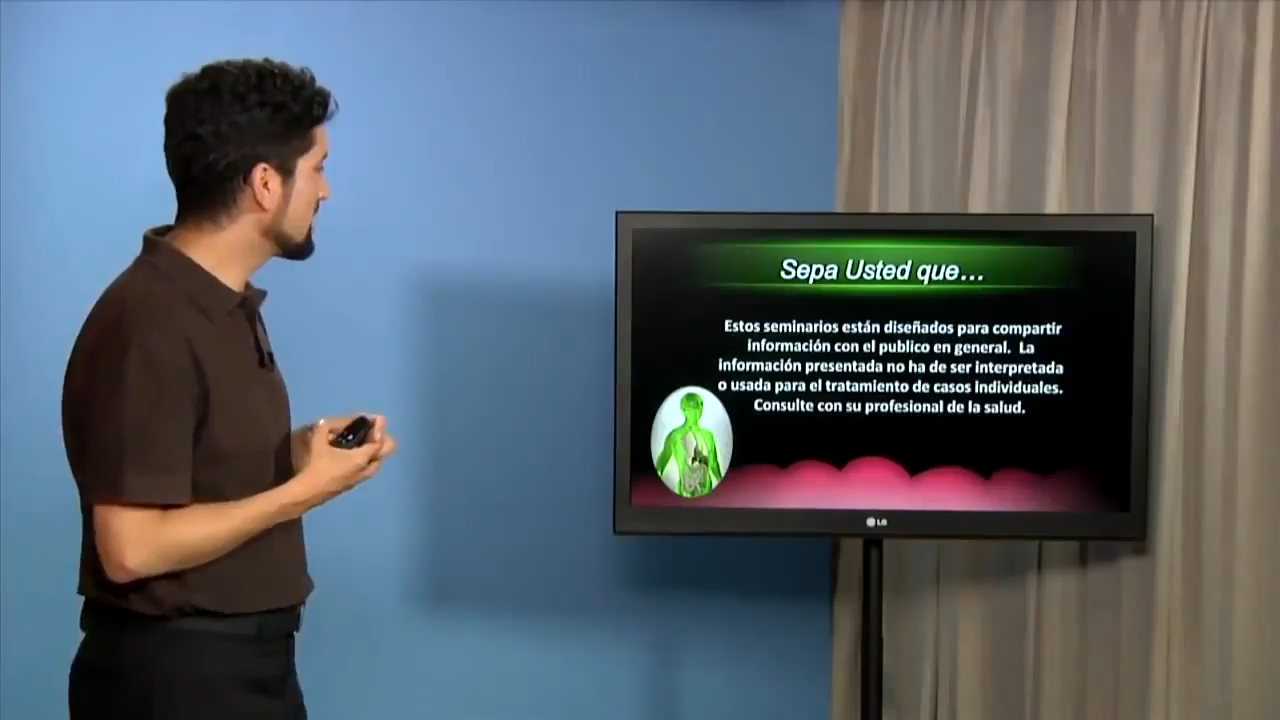 Sepa Usted que...
Estos seminarios están diseñados para compartir
información con el publico en general.  La
información presentada no ha de ser interpretada
o usada para el tratamiento de casos individuales.
Consulte con su profesional de la salud.
LG